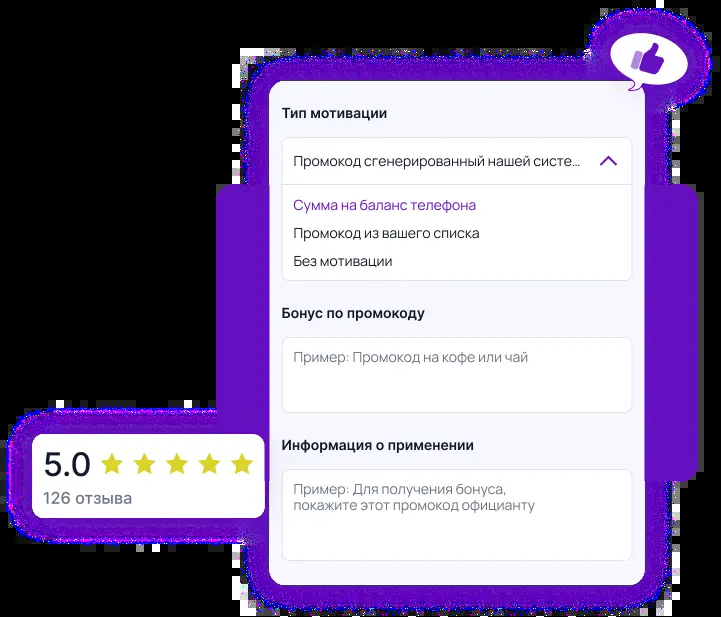 Тип мотивации
Промокод сгенерированный нашей систе...
Сумма на баланс телефона
Промокод из вашего списка
Без мотивации
Бонус по промокоду
Пример: Промокод на кофе или чай
Информация о применении
Пример: Для получения бонуса,
покажите этот промокод официанту
5.0
126 отзыва